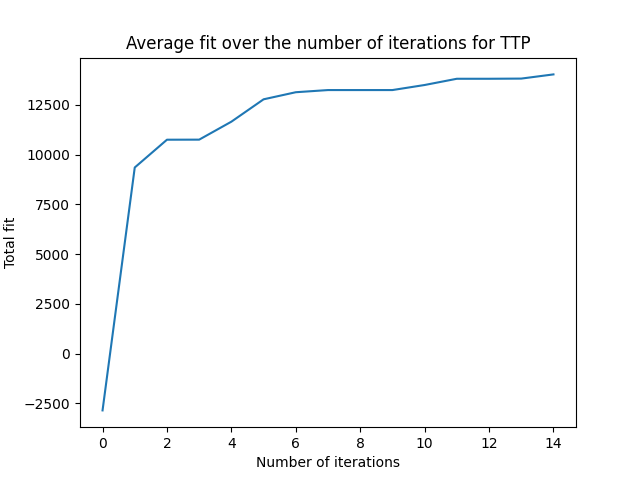 Average fit over the number of iterations for TTP
12500
10000
7500
5000
2500
0
−2500
Total fit
0 2 4 6 8 10 12 14
Number of iterations